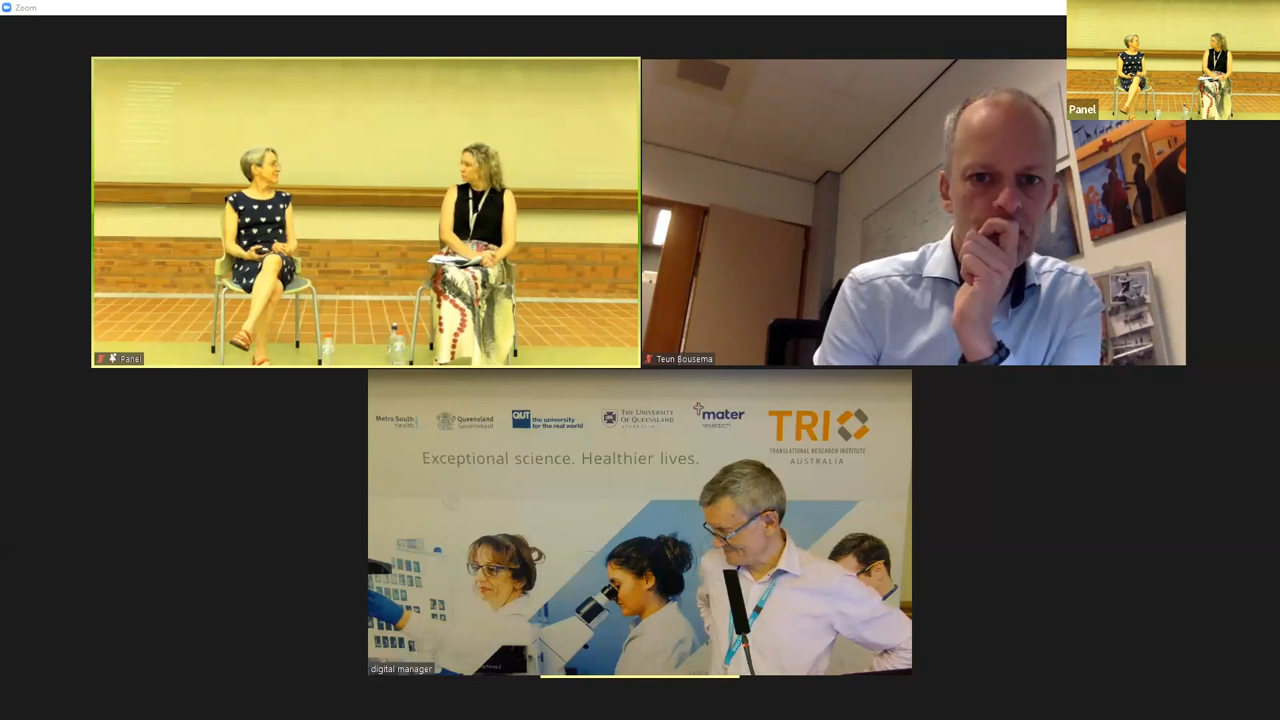 Zoom
Panel
Panel
Teun Bousema
Metro South
Health
Queensland
Government
QUT
the university
for the real world
THE UNIVERSITY
OF QUEENSLAND
AUSTRALIA
mater
RESEARCH
TRI
TRANSLATIONAL RESEARCH INSTITUTE
AUSTRALIA
Exceptional science. Healthier lives.
digital manager